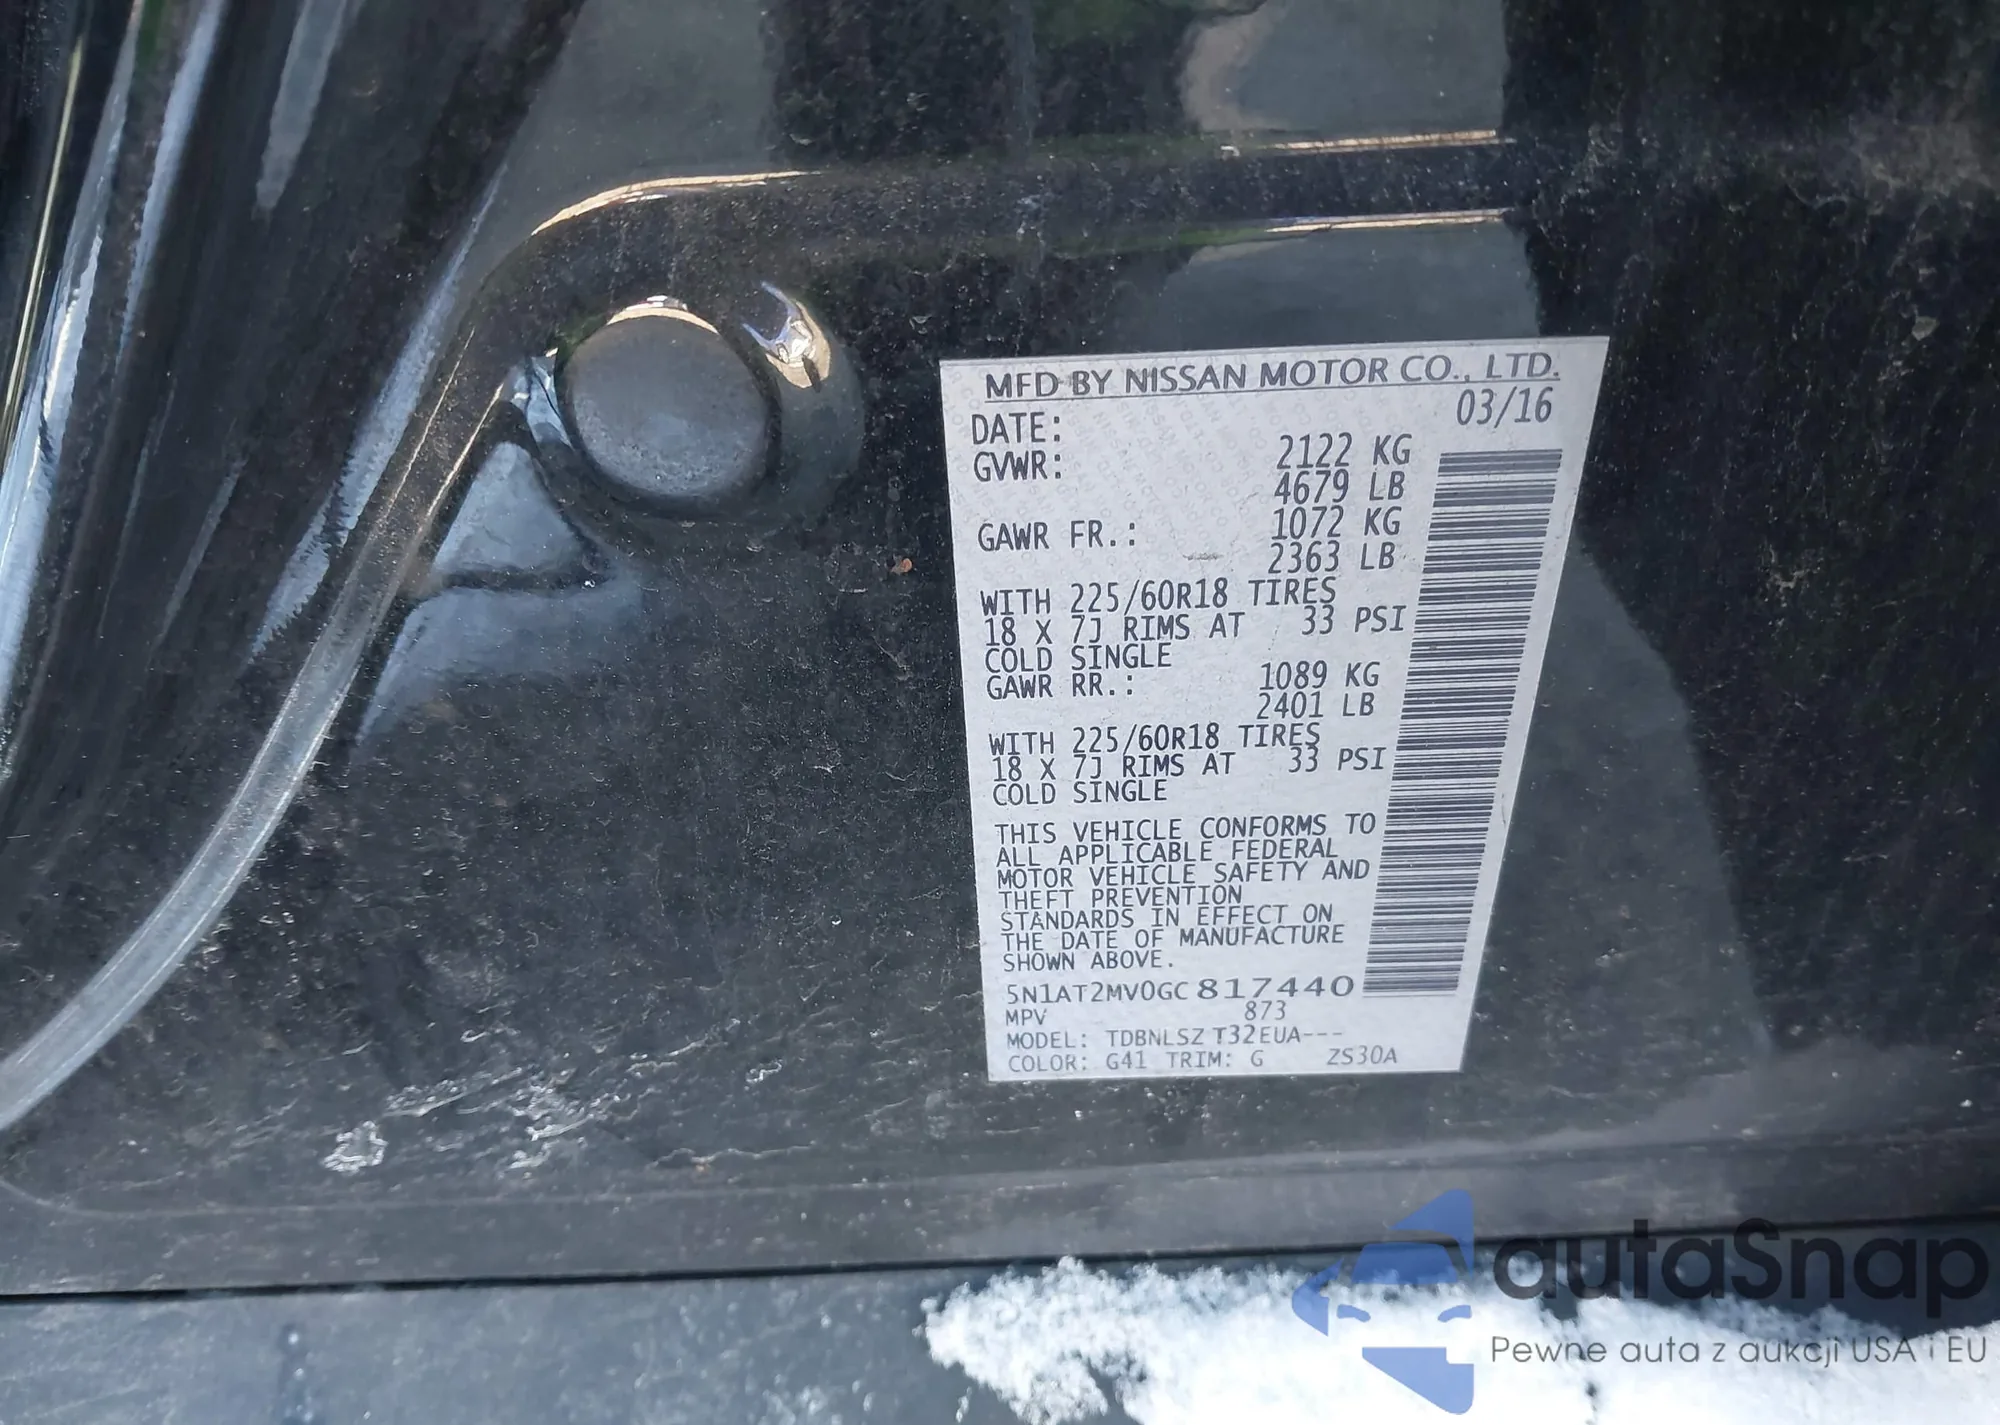 MFD BY NISSAN MOTOR CO., LTD.
DATE: 03/16
GVWR: 2122 KG
4679 LB
GAWR FR.: 1072 KG
2363 LB
WITH 225/60R18 TIRES
18 X 7J RIMS AT 33 PSI
COLD SINGLE
GAWR RR.: 1089 KG
2401 LB
WITH 225/60R18 TIRES
18 X 7J RIMS AT 33 PSI
COLD SINGLE
THIS VEHICLE CONFORMS TO
ALL APPLICABLE FEDERAL
MOTOR VEHICLE SAFETY AND
THEFT PREVENTION
STANDARDS IN EFFECT ON
THE DATE OF MANUFACTURE
SHOWN ABOVE.
5N1AT2MV0GC817440
MPV 873
MODEL: TDBNLSZ T32EUA---
COLOR: G41 TRIM: G ZS30A
autaSnap
Pewne auta z aukcji USA i EU